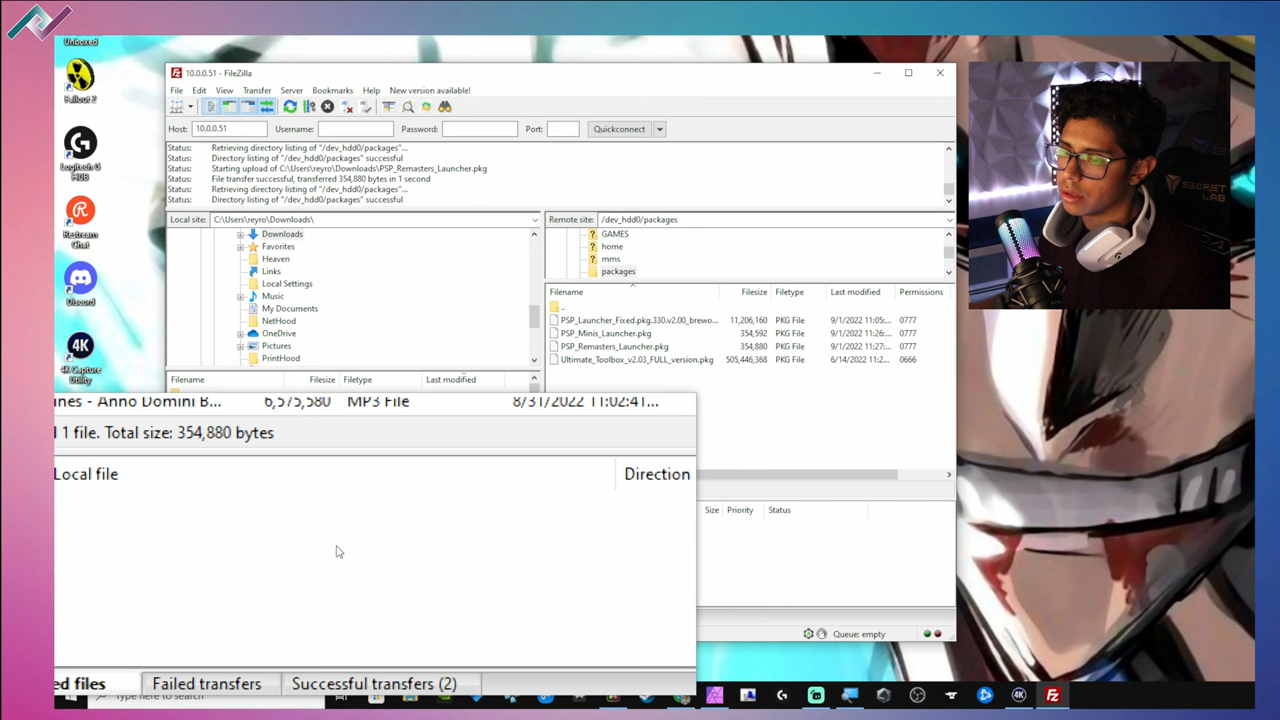 Unboxed
Fallout 2
Logitech G
HUB
Restream
Chat
Discord
4K
4K Capture
Utility
10.0.0.51 - FileZilla
File Edit View Transfer Server Bookmarks Help New version available!
Host: 10.0.0.51 Username: Password: Port: Quickconnect
Status: Retrieving directory listing of "/dev_hdd0/packages"...
Status: Directory listing of "/dev_hdd0/packages" successful
Status: Starting upload of C:\Users\reyro\Downloads\PSP_Remasters_Launcher.pkg
Status: File transfer successful, transferred 354,880 bytes in 1 second
Status: Retrieving directory listing of "/dev_hdd0/packages"...
Status: Directory listing of "/dev_hdd0/packages" successful
Local site: C:\Users\reyro\Downloads\
Downloads
Favorites
Heaven
Links
Local Settings
Music
My Documents
NetHood
OneDrive
Pictures
PrintHood
Filename Filesize Filetype Last modified
Remote site: /dev_hdd0/packages
GAMES
home
mms
packages
Filename Filesize Filetype Last modified Permissions
..
PSP_Launcher_Fixed.pkg.330.v2.00_brewo... 11,206,160 PKG File 9/1/2022 11:05:... 0777
PSP_Minis_Launcher.pkg 354,592 PKG File 9/1/2022 11:26:... 0777
PSP_Remasters_Launcher.pkg 354,880 PKG File 9/1/2022 11:27:... 0777
Ultimate_Toolbox_v2.03_FULL_version.pkg 505,446,368 PKG File 6/14/2022 11:2... 0666
ines - Anno Domini B... 6,575,580 MP3 File 8/31/2022 11:02:41...
1 file. Total size: 354,880 bytes
Local file Direction
Size Priority Status
Queue: empty
ed files Failed transfers Successful transfers (2)
Type here to search
4K
SECRET
LAB